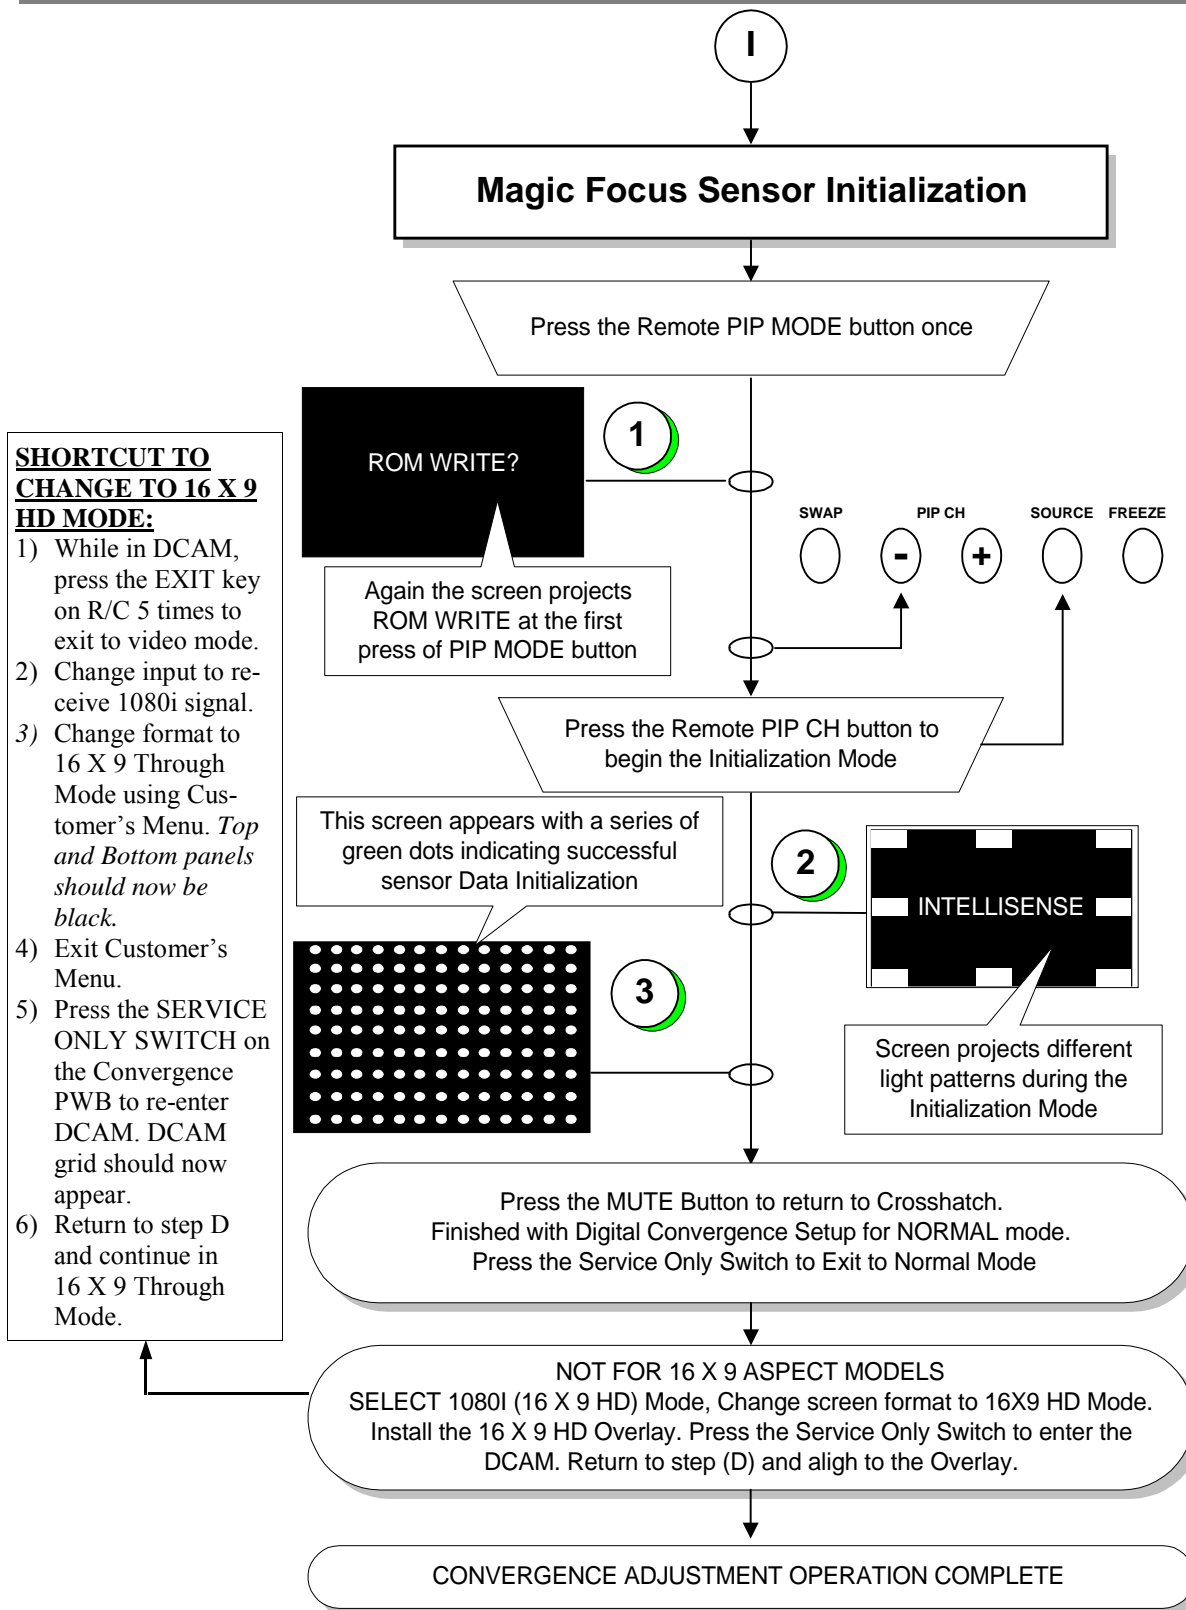 I
Magic Focus Sensor Initialization
Press the Remote PIP MODE button once
1
ROM WRITE?
Again the screen projects
ROM WRITE at the first
press of PIP MODE button
SWAP PIP CH SOURCE FREEZE
- +
Press the Remote PIP CH button to
begin the Initialization Mode
This screen appears with a series of
green dots indicating successful
sensor Data Initialization
2
INTELLISENSE
3
Screen projects different
light patterns during the
Initialization Mode
SHORTCUT TO
CHANGE TO 16 X 9
HD MODE:
1) While in DCAM,
press the EXIT key
on R/C 5 times to
exit to video mode.
2) Change input to re-
ceive 1080i signal.
3) Change format to
16 X 9 Through
Mode using Cus-
tomer's Menu. Top
and Bottom panels
should now be
black.
4) Exit Customer's
Menu.
5) Press the SERVICE
ONLY SWITCH on
the Convergence
PWB to re-enter
DCAM. DCAM
grid should now
appear.
6) Return to step D
and continue in
16 X 9 Through
Mode.
Press the MUTE Button to return to Crosshatch.
Finished with Digital Convergence Setup for NORMAL mode.
Press the Service Only Switch to Exit to Normal Mode
NOT FOR 16 X 9 ASPECT MODELS
SELECT 1080I (16 X 9 HD) Mode, Change screen format to 16X9 HD Mode.
Install the 16 X 9 HD Overlay. Press the Service Only Switch to enter the
DCAM. Return to step (D) and aligh to the Overlay.
CONVERGENCE ADJUSTMENT OPERATION COMPLETE